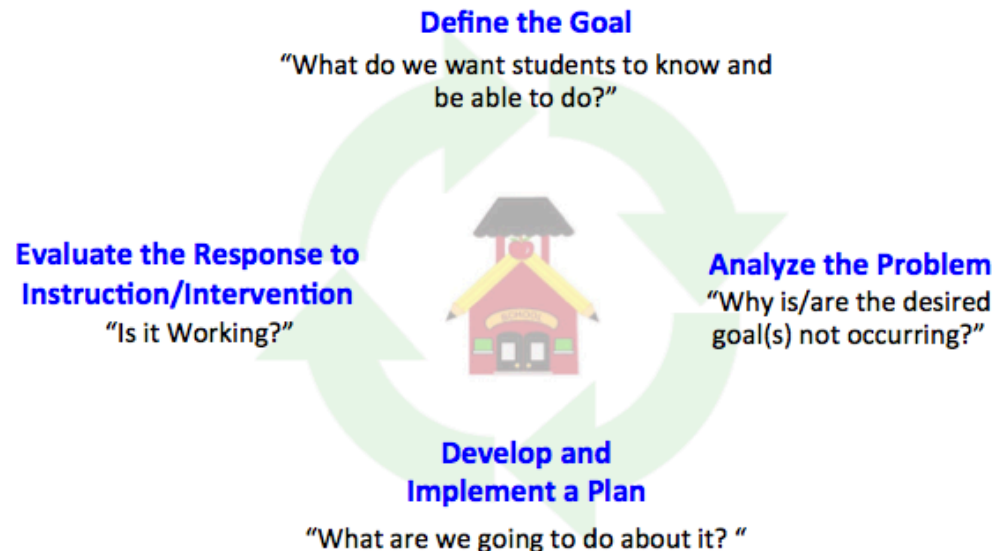 Define the Goal
“What do we want students to know and
be able to do?”
Evaluate the Response to
Instruction/Intervention
“Is it Working?”
SCHOOL
Analyze the Problem
“Why is/are the desired
goal(s) not occurring?”
Develop and
Implement a Plan
“What are we going to do about it? “